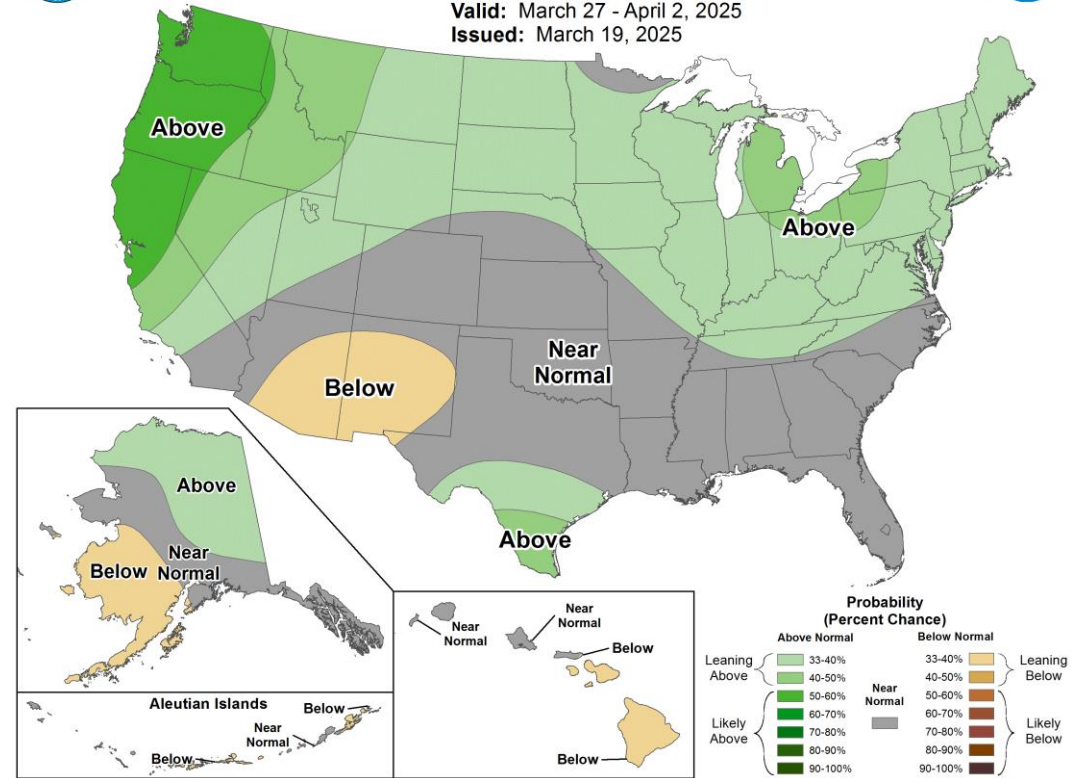 Valid: March 27 - April 2, 2025
Issued: March 19, 2025
Above
Above
Near
Normal
Below
Above
Above
Near
Normal
Below
Aleutian Islands
Below
Near
Normal
Below
Near
Normal
Near
Normal
Below
Below
Probability
(Percent Chance)
Above Normal
Below Normal
Leaning
Above
33-40%
40-50%
Likely
Above
50-60%
60-70%
70-80%
80-90%
90-100%
Near
Normal
33-40%
40-50%
Leaning
Below
50-60%
60-70%
70-80%
80-90%
90-100%
Likely
Below